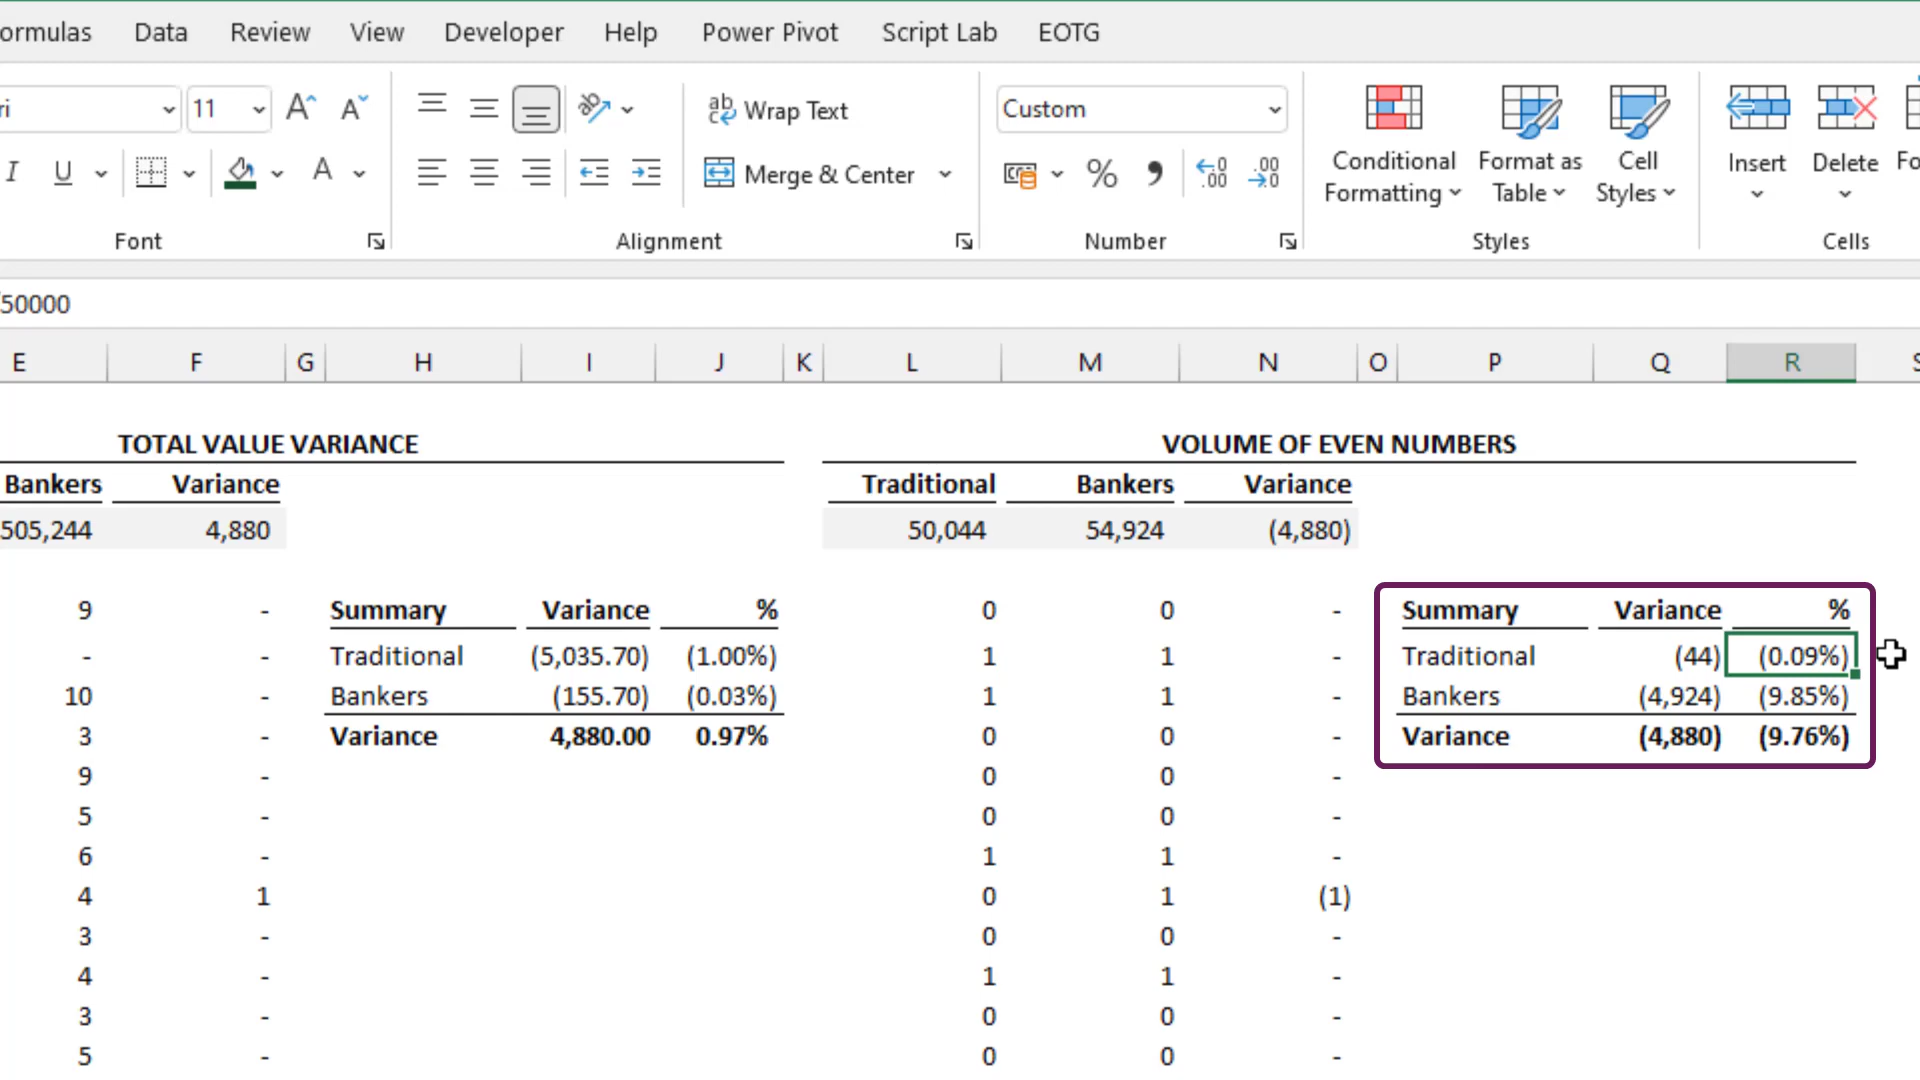 ormulas Data Review View Developer Help Power Pivot Script Lab EOTG
ri 11 A A ab Wrap Text Custom Conditional Formatting Format as Table Cell Styles Insert Delete Fo
I U A Merge & Center % , .00 .00
Font Alignment Number Styles Cells
50000
E F G H I J K L M N O P Q R S
TOTAL VALUE VARIANCE VOLUME OF EVEN NUMBERS
Bankers Variance Traditional Bankers Variance
505,244 4,880 50,044 54,924 (4,880)
9 - Summary Variance % 0 0 - Summary Variance %
- - Traditional (5,035.70) (1.00%) 1 1 - Traditional (44) (0.09%)
10 - Bankers (155.70) (0.03%) 1 1 - Bankers (4,924) (9.85%)
3 - Variance 4,880.00 0.97% 0 0 - Variance (4,880) (9.76%)
9 - 0 0 -
5 - 0 0 -
6 - 1 1 -
4 1 0 1 (1)
3 - 0 0 -
4 - 1 1 -
3 - 0 0 -
5 - 0 0 -